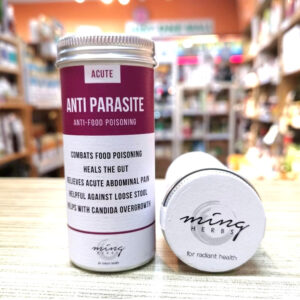 ACUTE
ANTI PARASITE
ANTI-FOOD POISONING
COMBATS FOOD POISONING
HEALS THE GUT
RELIEVES ACUTE ABDOMINAL PAIN
HELPFUL AGAINST LOOSE STOOL
HELPS WITH CANDIDA OVERGROWTH
ming
HERBS
ming
HERBS
for radiant health